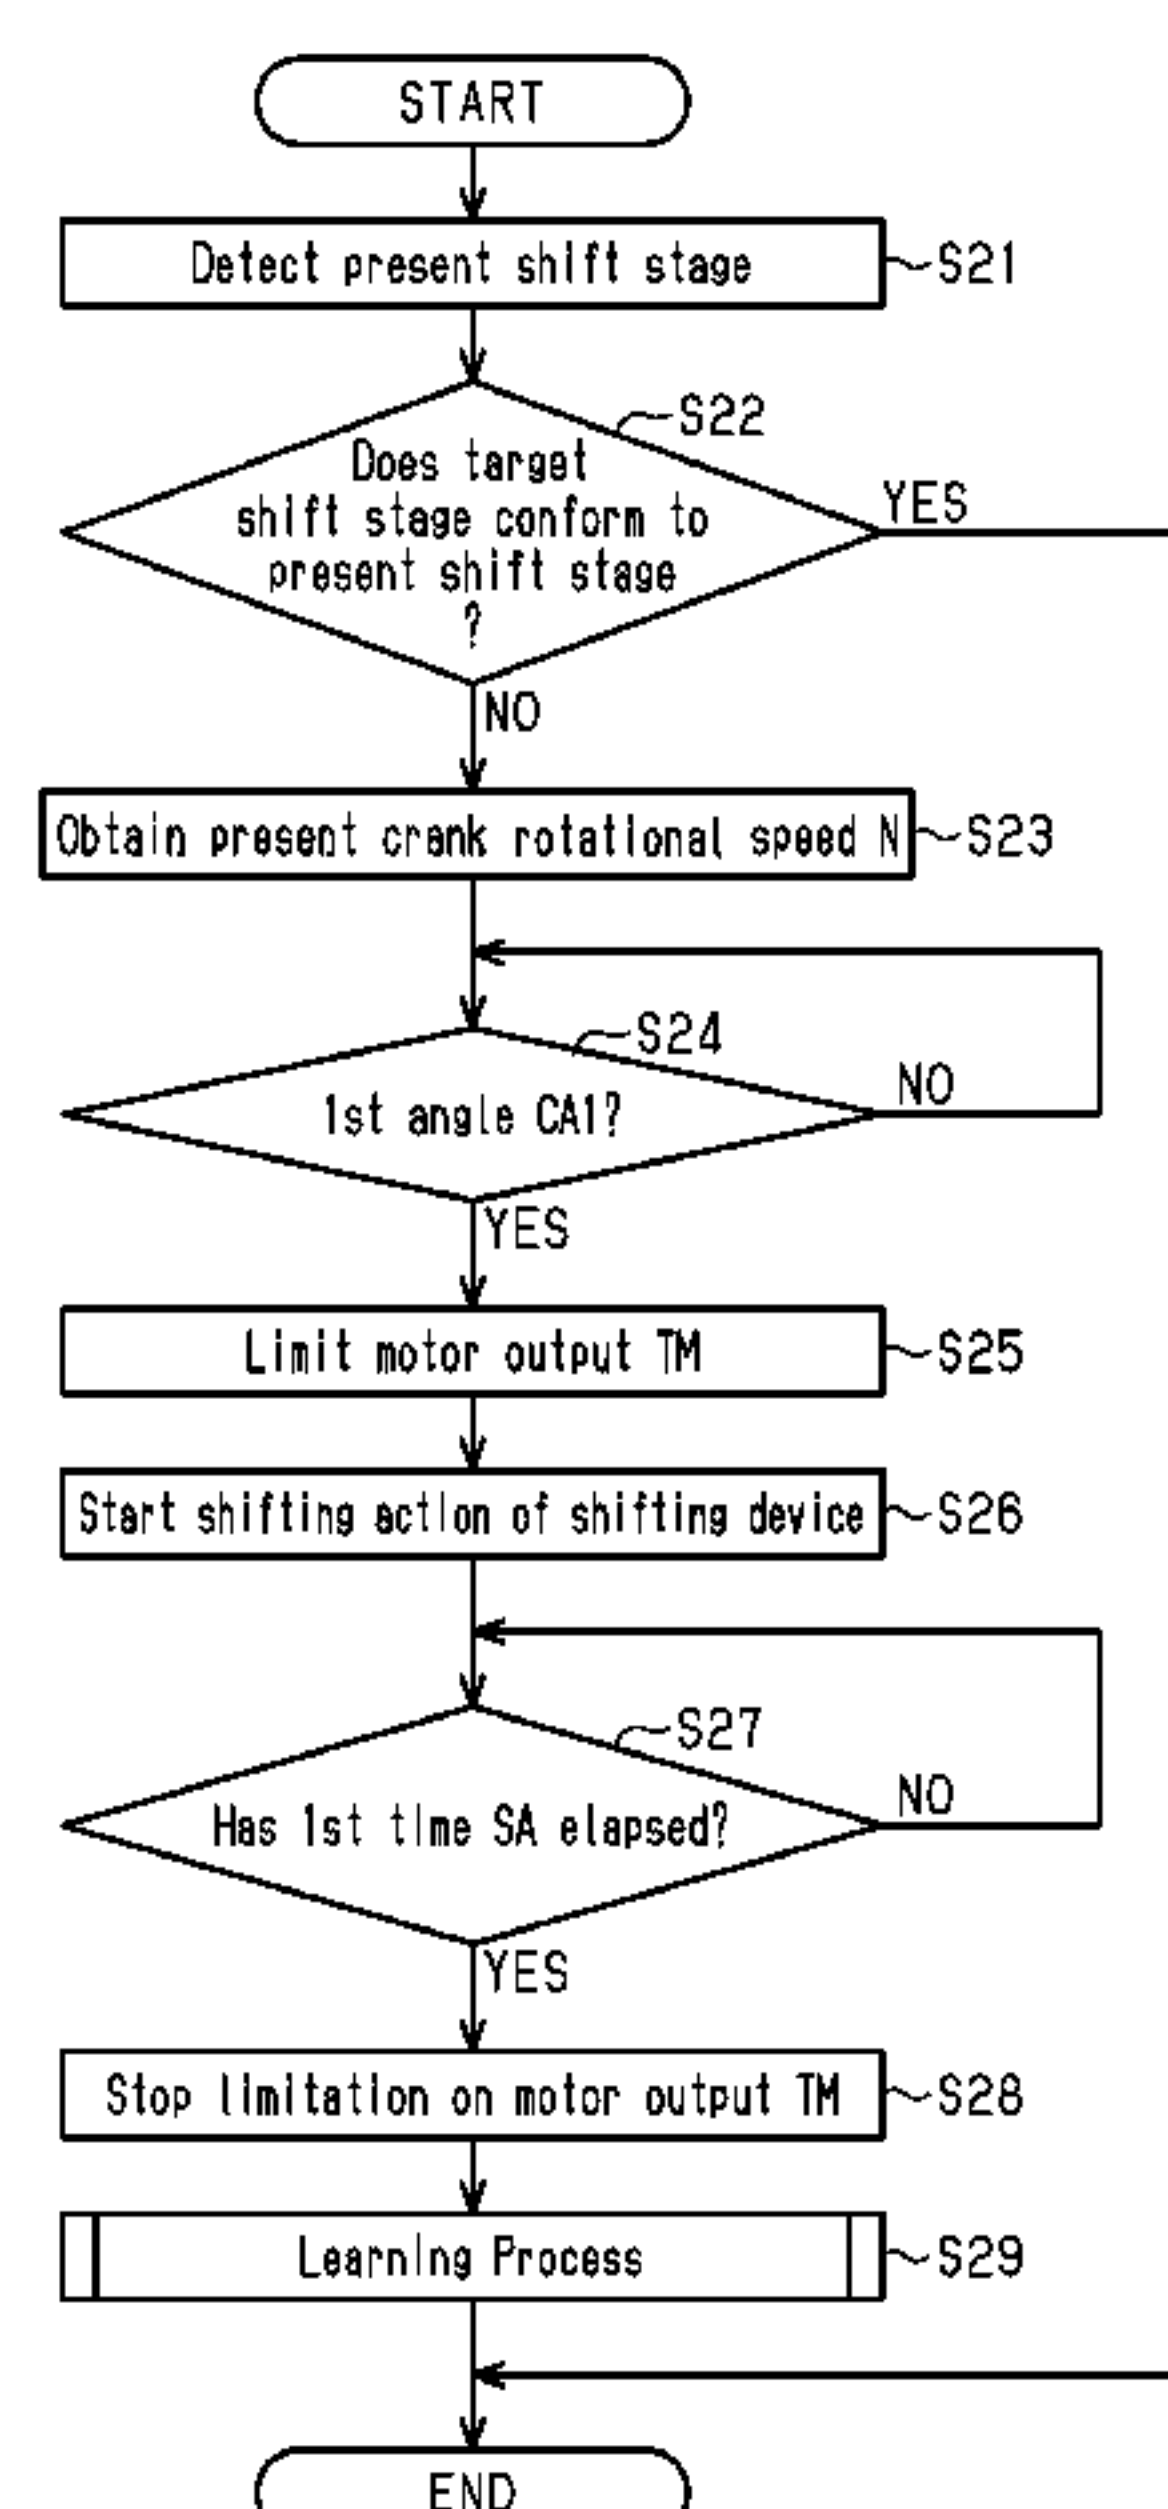 START
Detect present shift stage
S21
S22
Does target
shift stage conform to
present shift stage
?
YES
NO
Obtain present crank rotational speed N
S23
S24
1st angle CA1?
NO
YES
Limit motor output TM
S25
Start shifting action of shifting device
S26
S27
Has 1st time SA elapsed?
NO
YES
Stop limitation on motor output TM
S28
Learning Process
S29
END